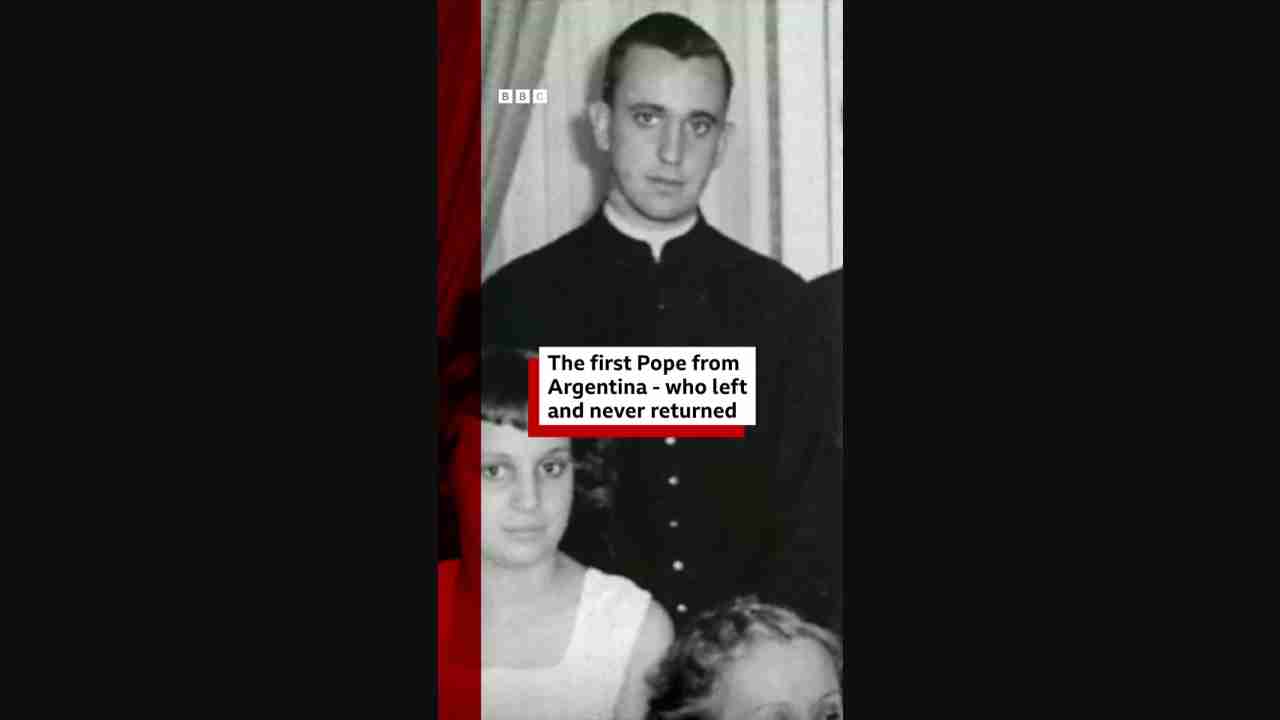 BBC
The first Pope from
Argentina - who left
and never returned